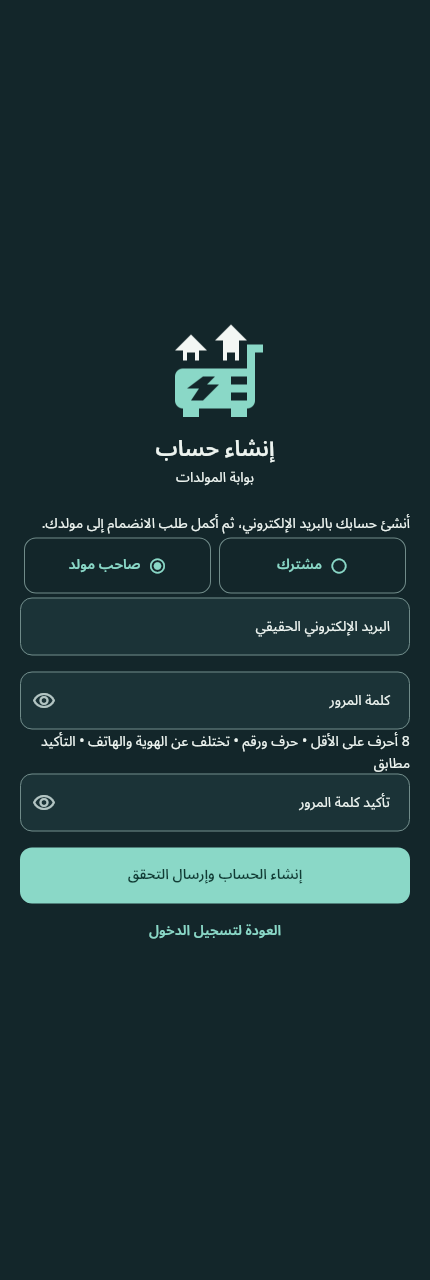 إنشاء حساب
بوابة المولدات
أنشئ حسابك بالبريد الإلكتروني، ثم أكمل طلب الانضمام إلى مولدك.
مشترك
صاحب مولد
البريد الإلكتروني الحقيقي
كلمة المرور
8 أحرف على الأقل • حرف ورقم • تختلف عن الهوية والهاتف • التأكيد
مطابق
تأكيد كلمة المرور
إنشاء الحساب وإرسال التحقق
العودة لتسجيل الدخول